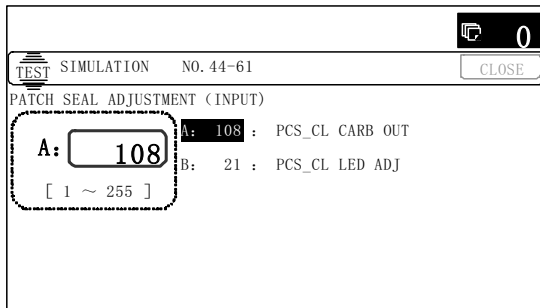 0
TEST SIMULATION NO. 44-61 CLOSE
PATCH SEAL ADJUSTMENT (INPUT)
A: 108 A: 108 : PCS_CL CARB OUT
[ 1 ~ 255 ] B: 21 : PCS_CL LED ADJ